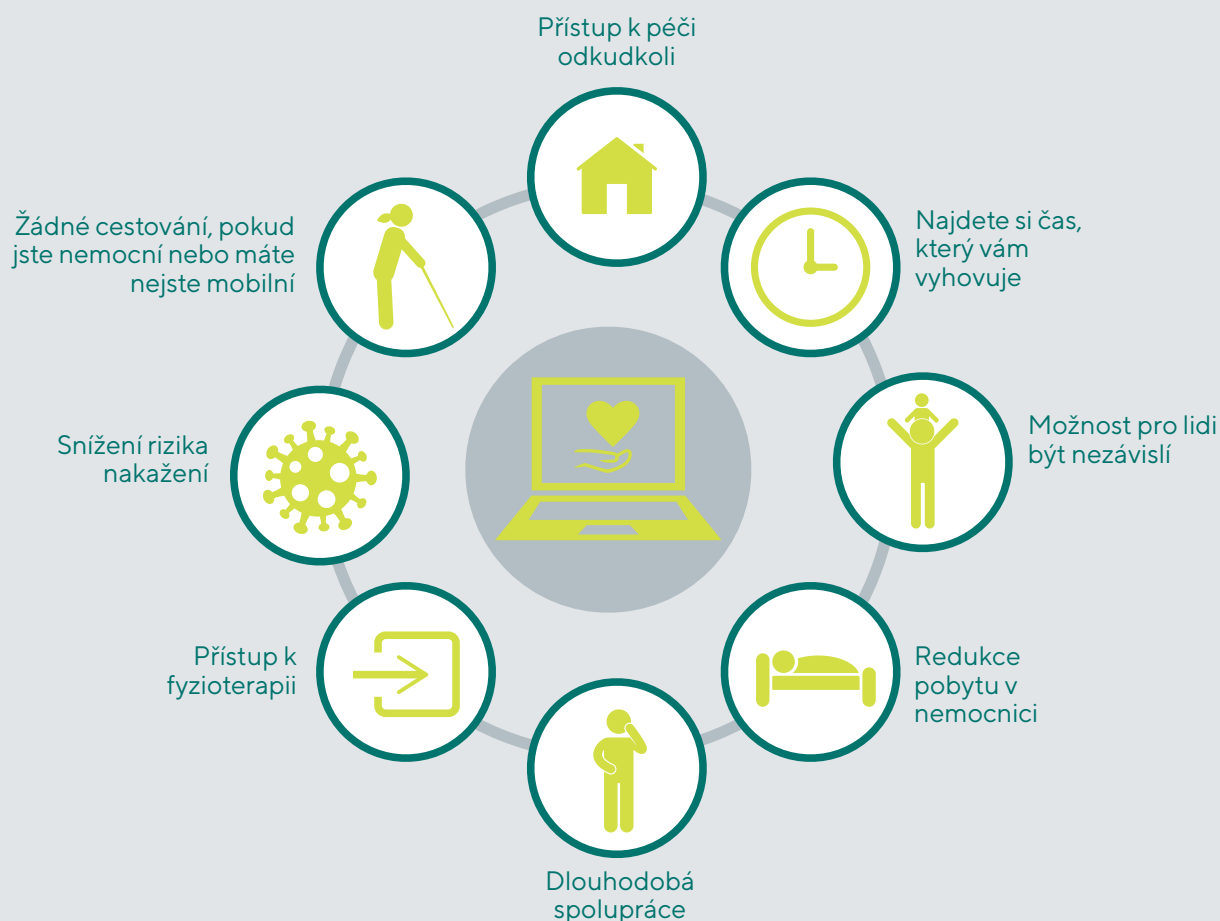 Přístup k péči
odkudkoli
Najdete si čas,
který vám
vyhovuje
Možnost pro lidi
být nezávislí
Redukce
pobytu v
nemocnici
Dlouhodobá
spolupráce
Přístup k
fyzioterapii
Snížení rizika
nakažení
Žádné cestování, pokud
jste nemocní nebo máte
nejste mobilní